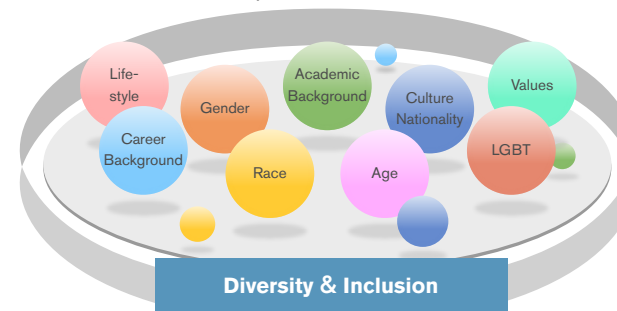 Life-
style
Gender
Academic
Background
Culture
Nationality
Values
Career
Background
Race
Age
LGBT
Diversity & Inclusion